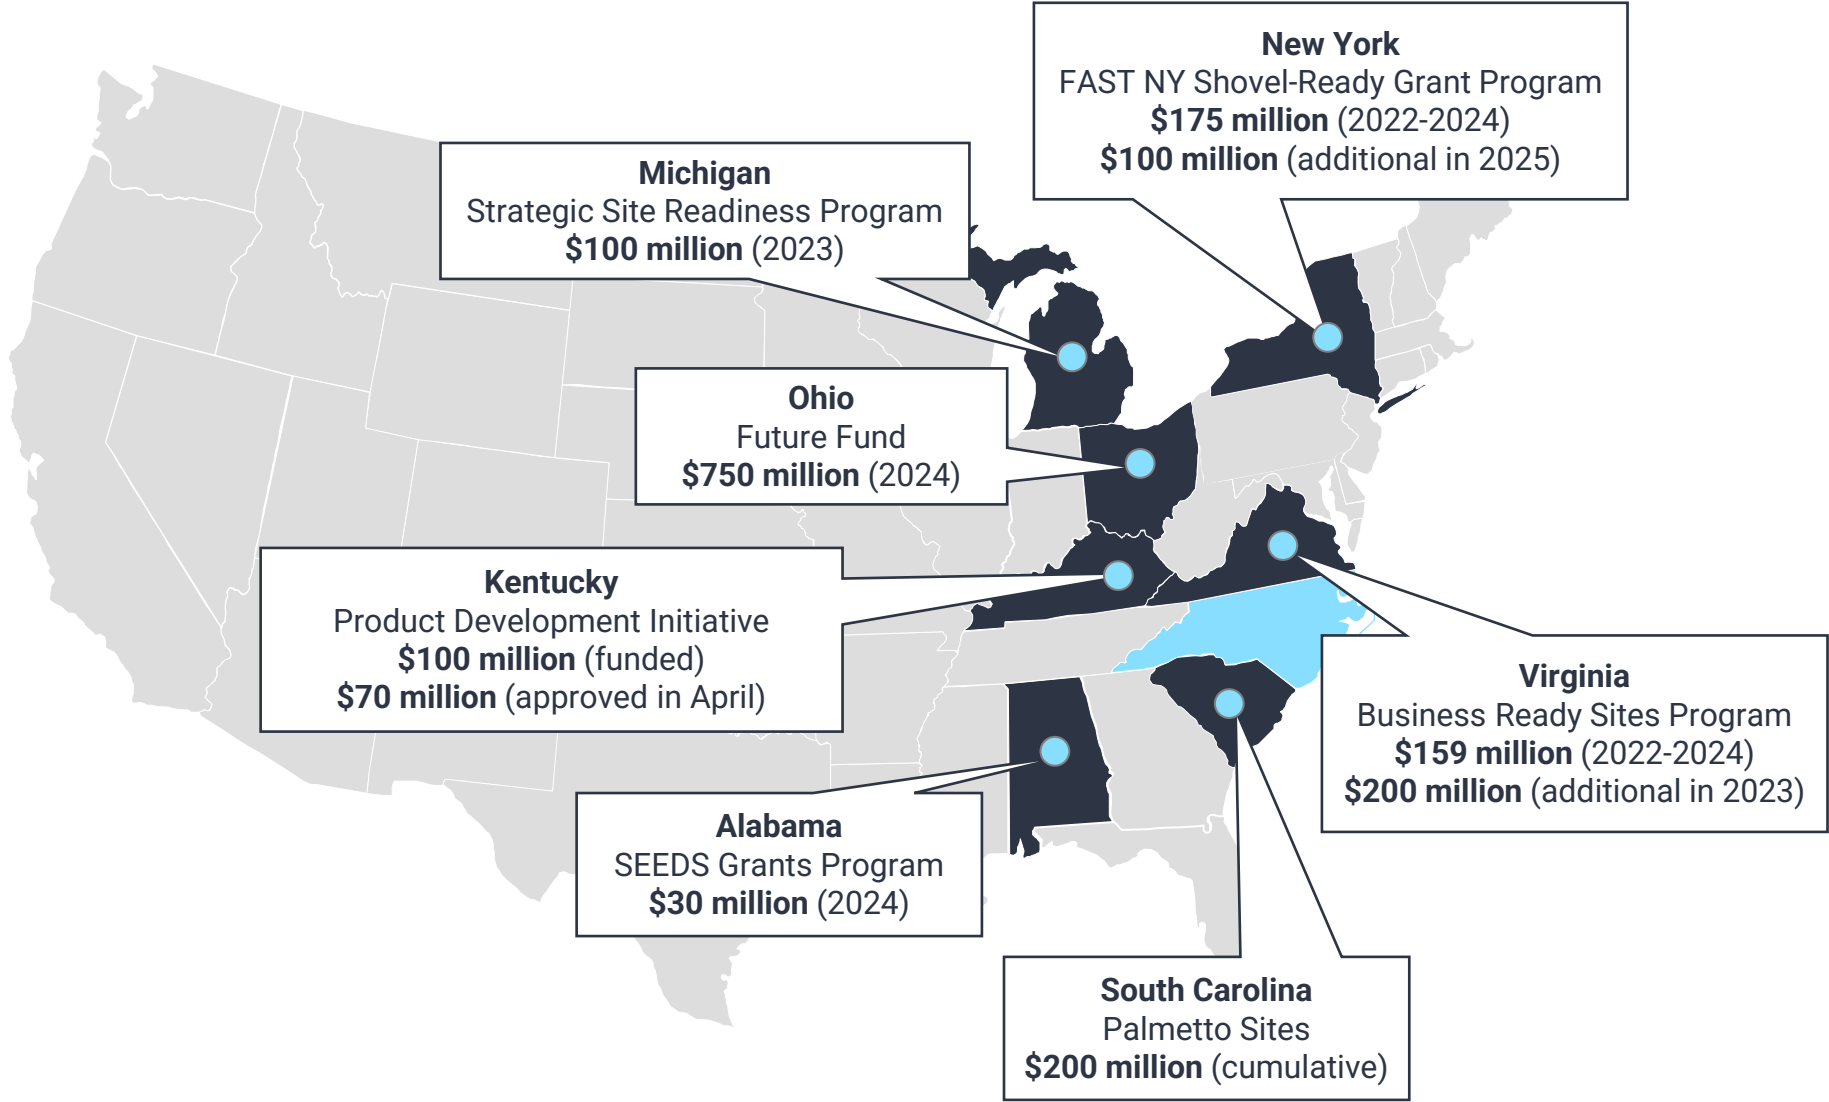 New York
FAST NY Shovel-Ready Grant Program
$175 million (2022-2024)
$100 million (additional in 2025)
Michigan
Strategic Site Readiness Program
$100 million (2023)
Ohio
Future Fund
$750 million (2024)
Kentucky
Product Development Initiative
$100 million (funded)
$70 million (approved in April)
Virginia
Business Ready Sites Program
$159 million (2022-2024)
$200 million (additional in 2023)
Alabama
SEEDS Grants Program
$30 million (2024)
South Carolina
Palmetto Sites
$200 million (cumulative)